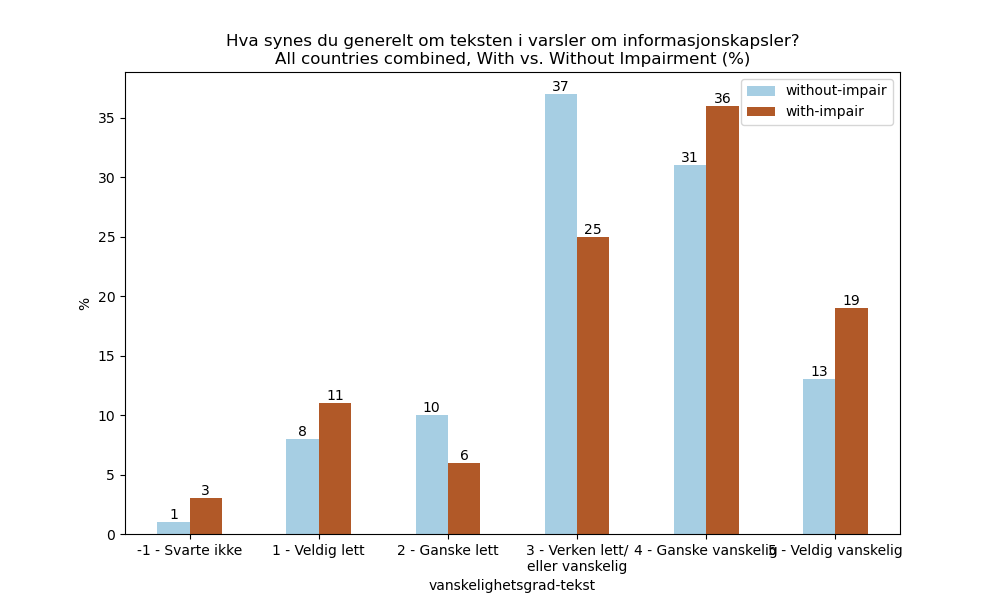 Hva synes du generelt om teksten i varsler om informasjonskapsler?
All countries combined, With vs. Without Impairment (%)
without-impair
with-impair
37
36
35
31
30
25
25
%
20
19
15
13
11
10
10
8
6
5
3
1
0
-1 - Svarte ikke
1 - Veldig lett
2 - Ganske lett
3 - Verken lett/
eller vanskelig
4 - Ganske vanskelig
5 - Veldig vanskelig
vanskelighetsgrad-tekst